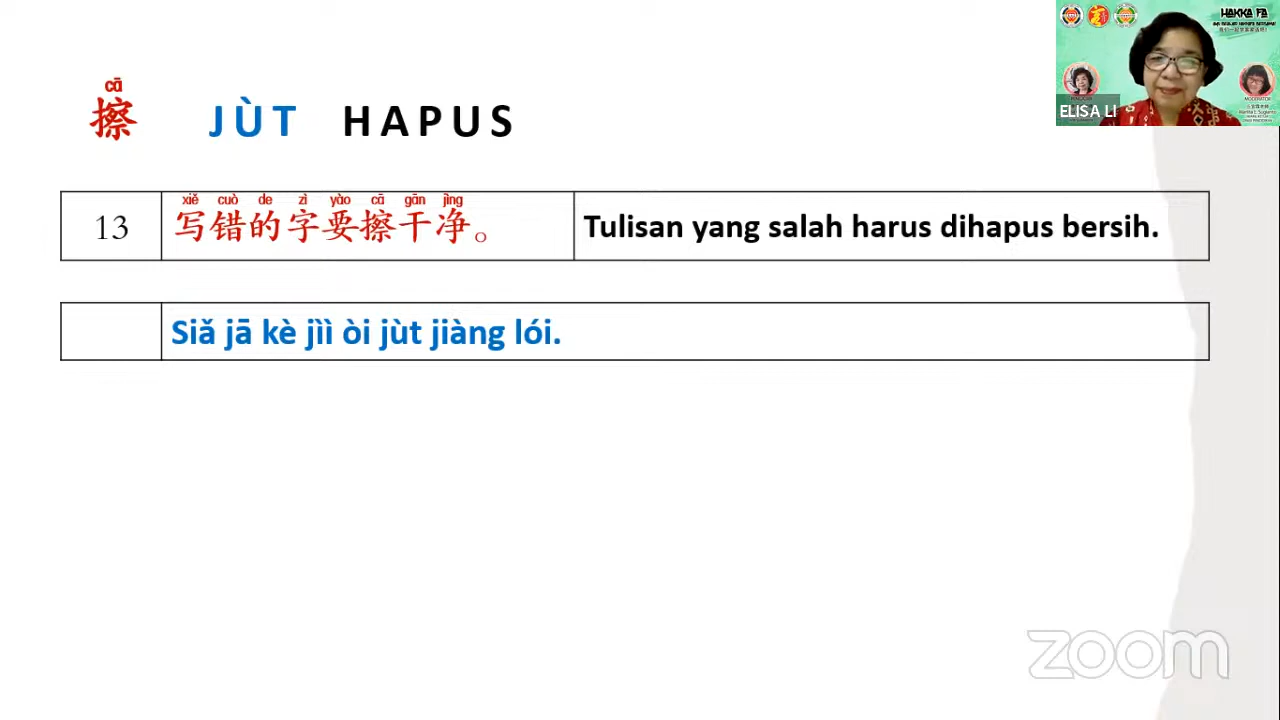 cā
擦 JÙT HAPUS
HAKKA FA
ELISA LI
MODERATOR
13
xiě cuò de zì yào cā gān jìng
写错的字要擦干净。
Tulisan yang salah harus dihapus bersih.
Siǎ jā kè jìì òi jùt jiàng lói.
zoom